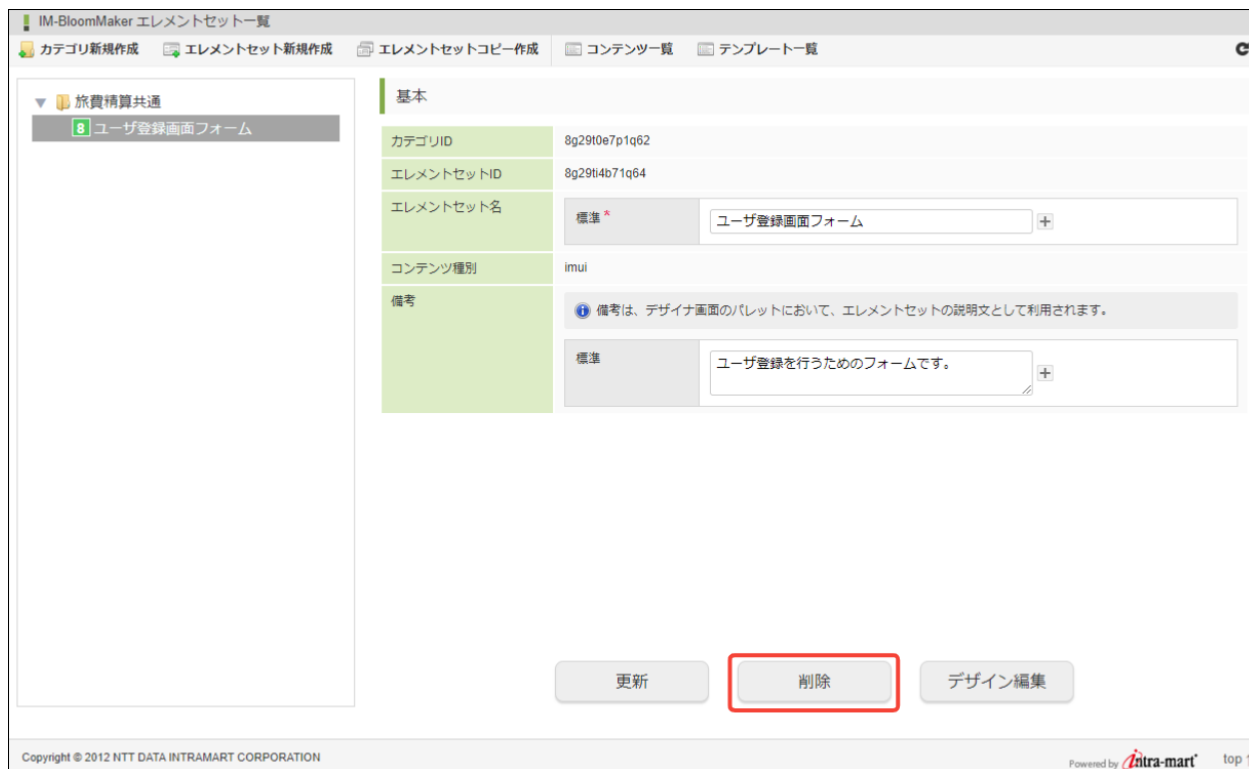 IM-BloomMaker エレメントセット一覧
カテゴリ新規作成 エレメントセット新規作成 エレメントセットコピー作成 コンテンツ一覧 テンプレート一覧
旅費精算共通
8 ユーザ登録画面フォーム
基本
カテゴリID 8g29t0e7p1q62
エレメントセットID 8g29ti4b71q64
エレメントセット名 標準 * ユーザ登録画面フォーム
コンテンツ種別 imui
備考 備考は、デザイナ画面のパレットにおいて、エレメントセットの説明文として利用されます。
標準 ユーザ登録を行うためのフォームです。
更新 削除 デザイン編集
Copyright © 2012 NTT DATA INTRAMART CORPORATION Powered by intra-mart top